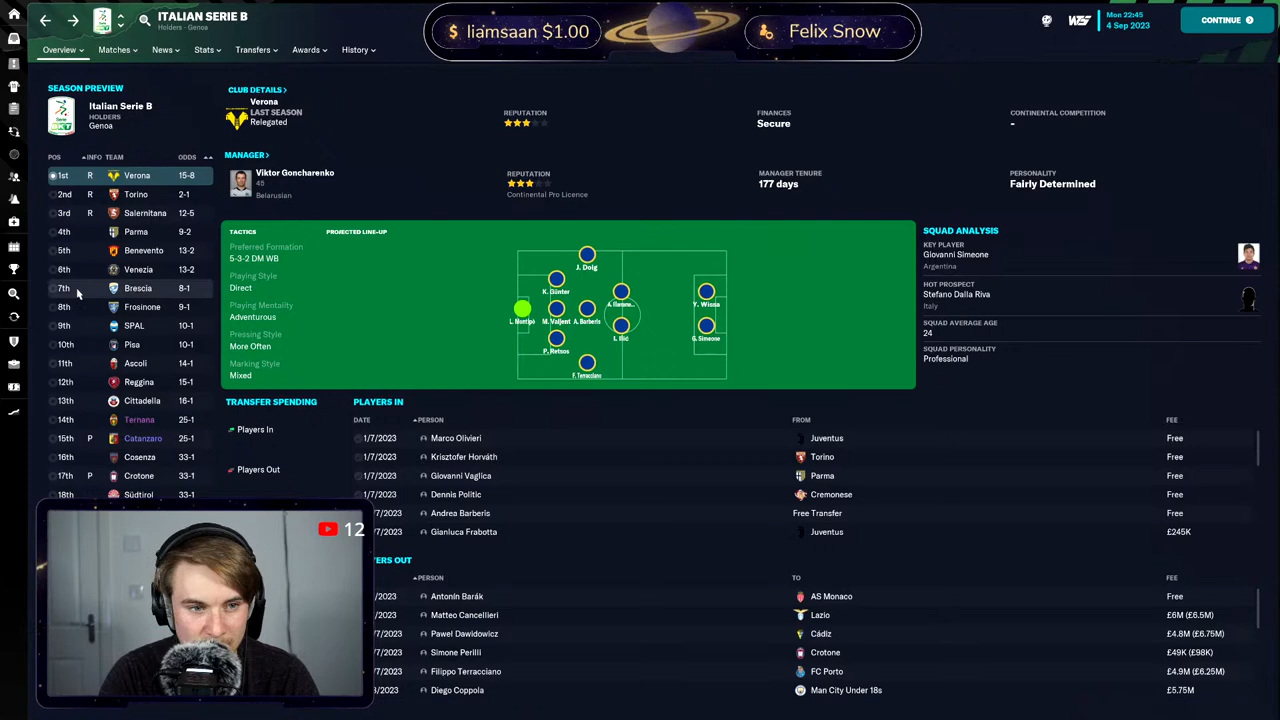 ITALIAN SERIE B
Holders - Genoa
$ liamsaan $1.00
Felix Snow
Mon 22:45
4 Sep 2023
CONTINUE
Overview
Matches
News
Stats
Transfers
Awards
History
SEASON PREVIEW
Italian Serie B
HOLDERS
Genoa
POS INFO TEAM ODDS
1st R Verona 15-8
2nd R Torino 2-1
3rd R Salernitana 12-5
4th Parma 9-2
5th Benevento 13-2
6th Venezia 13-2
7th Brescia 8-1
8th Frosinone 9-1
9th SPAL 10-1
10th Pisa 10-1
11th Ascoli 14-1
12th Reggina 15-1
13th Cittadella 16-1
14th Ternana 25-1
15th P Catanzaro 25-1
16th Cosenza 33-1
17th P Crotone 33-1
18th Südtirol 33-1
CLUB DETAILS >
Verona
LAST SEASON
Relegated
REPUTATION
FINANCES
Secure
CONTINENTAL COMPETITION
-
MANAGER >
Viktor Goncharenko
45
Belarusian
REPUTATION
Continental Pro Licence
MANAGER TENURE
177 days
PERSONALITY
Fairly Determined
TACTICS
Preferred Formation
5-3-2 DM WB
Playing Style
Direct
Playing Mentality
Adventurous
Pressing Style
More Often
Marking Style
Mixed
PROJECTED LINE-UP
J. Doig
K. Günter
L. Montipò
M. Valjent
A. Barberis
Y. Wissa
I. Ilić
G. Simeone
P. Retsos
F. Terracciano
SQUAD ANALYSIS
KEY PLAYER
Giovanni Simeone
Argentina
HOT PROSPECT
Stefano Dalla Riva
Italy
SQUAD AVERAGE AGE
24
SQUAD PERSONALITY
Professional
TRANSFER SPENDING
Players In
Players Out
PLAYERS IN
DATE PERSON FROM FEE
1/7/2023 Marco Olivieri Juventus Free
1/7/2023 Krisztofer Horváth Torino Free
1/7/2023 Giovanni Vaglica Parma Free
1/7/2023 Dennis Politic Cremonese Free
7/2023 Andrea Barberis Free Transfer Free
7/2023 Gianluca Frabotta Juventus £245K
ERS OUT
PERSON TO FEE
/2023 Antonín Barák AS Monaco Free
/2023 Matteo Cancellieri Lazio £6M (£6.5M)
/2023 Pawel Dawidowicz Cádiz £4.8M (£6.75M)
/2023 Simone Perilli Crotone £49K (£98K)
/2023 Filippo Terracciano FC Porto £4.9M (£6.25M)
/2023 Diego Coppola Man City Under 18s £5.75M
12